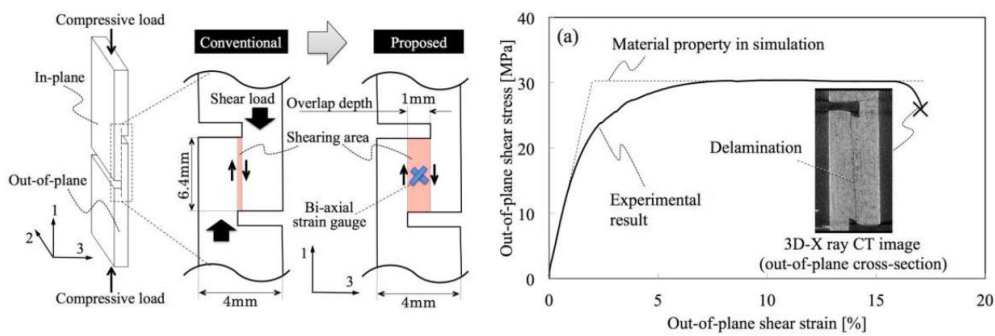 Compressive load
In-plane
Out-of-plane
1
2
3
Compressive load
Conventional
Proposed
Shear load
Overlap depth
1mm
Shearing area
6.4mm
Bi-axial
strain gauge
1
3
4mm
4mm
(a)
Material property in simulation
Delamination
Experimental
result
3D-X ray CT image
(out-of-plane cross-section)
Out-of-plane shear stress [MPa]
40
30
20
10
0
0
5
10
15
20
Out-of-plane shear strain [%]